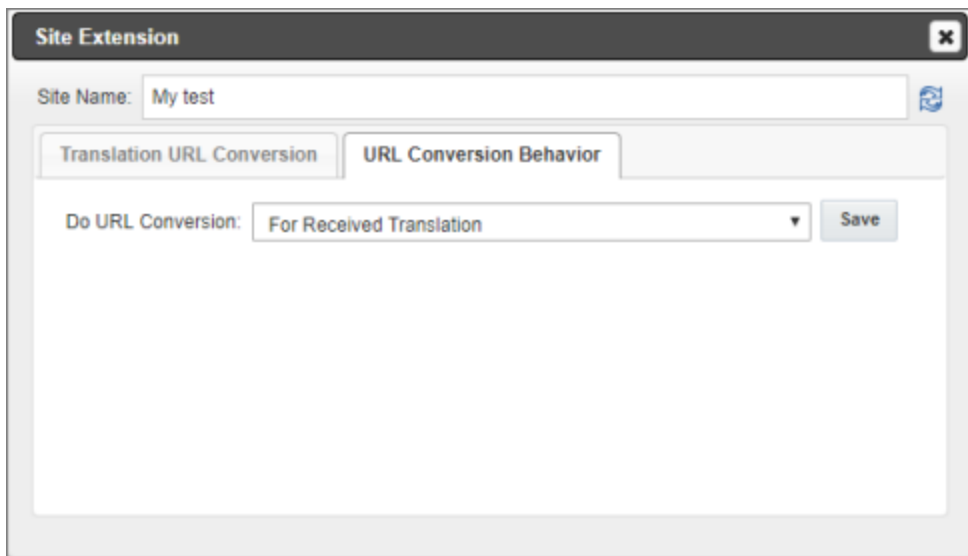 Site Extension
Site Name: My test
Translation URL Conversion URL Conversion Behavior
Do URL Conversion: For Received Translation Save